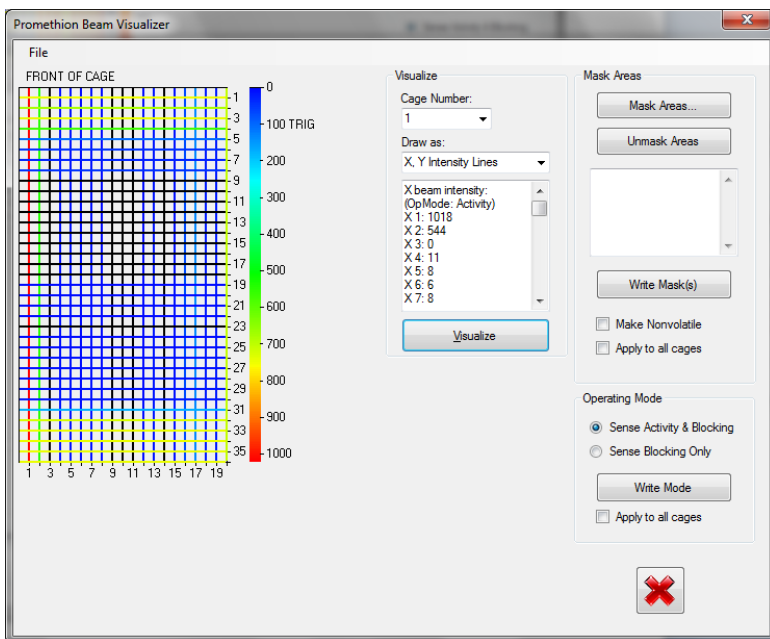 Promethion Beam Visualizer
File
FRONT OF CAGE
1
3
5
7
9
11
13
15
17
19
21
23
25
27
29
31
33
35
1 3 5 7 9 11 13 15 17 19
0
100 TRIG
200
300
400
500
600
700
800
900
1000
Visualize
Cage Number:
1
Draw as:
X, Y Intensity Lines
X beam intensity:
(OpMode: Activity)
X 1: 1018
X 2: 544
X 3: 0
X 4: 11
X 5: 8
X 6: 6
X 7: 8
Visualize
Mask Areas
Mask Areas...
Unmask Areas
Write Mask(s)
Make Nonvolatile
Apply to all cages
Operating Mode
Sense Activity & Blocking
Sense Blocking Only
Write Mode
Apply to all cages